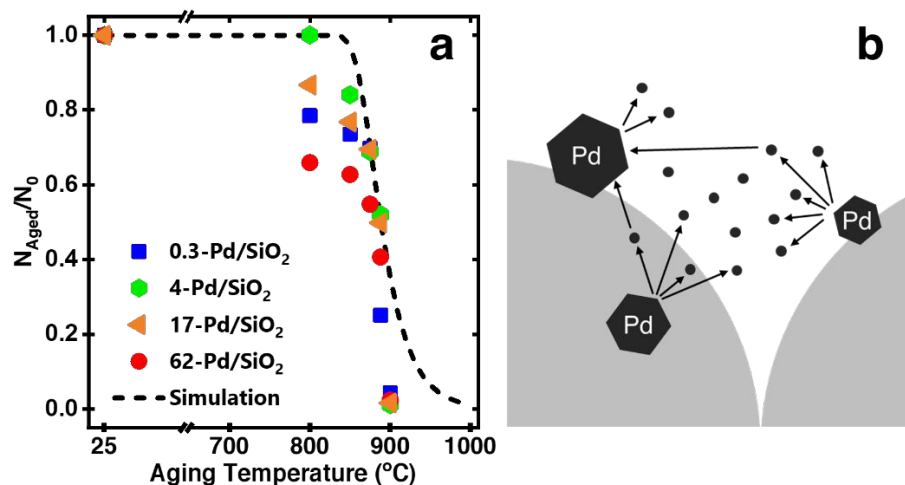 a
1.0
0.8
0.6
0.4
0.2
0.0
N_Aged/N_0
0.3-Pd/SiO₂
4-Pd/SiO₂
17-Pd/SiO₂
62-Pd/SiO₂
Simulation
25 700 800 900 1000
Aging Temperature (°C)
b
Pd
Pd
Pd